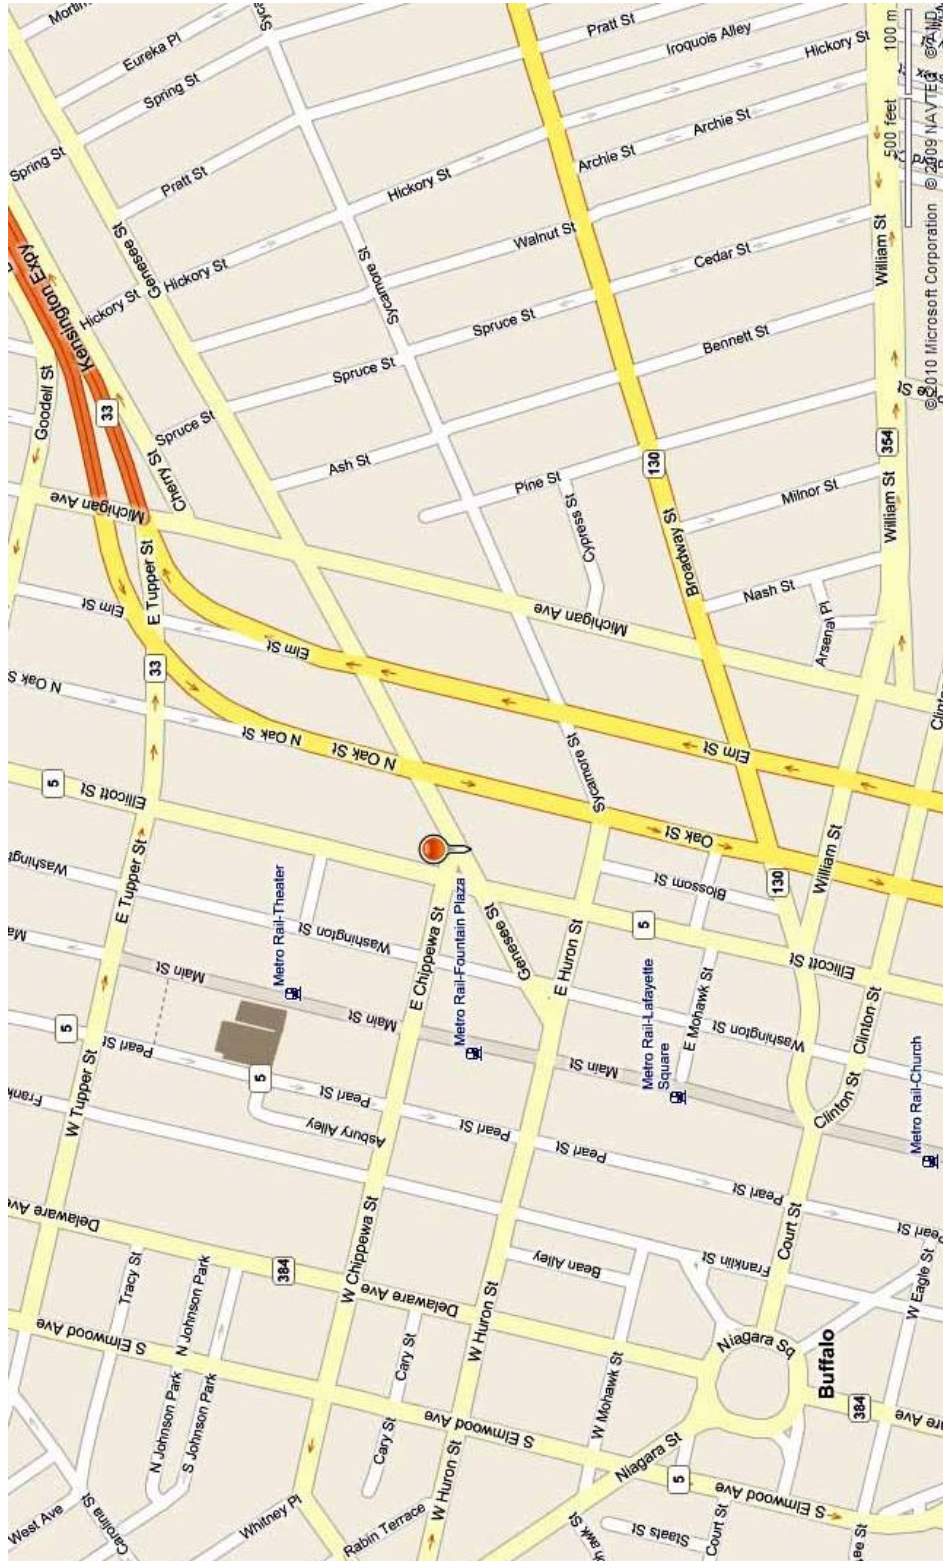 Eureka Pl
Spring St
Spring St
Pratt St
Pratt St
Iroquois Alley
Hickory St
Archie St
Archie St
Hickory St
Hickory St
Hickory St
Genesee St
Kensington Expy
33
Goodell St
Cherry St
Spruce St
Spruce St
Spruce St
Cedar St
Walnut St
Sycamore St
Bennett St
William St
500 feet
100 m
© 2010 Microsoft Corporation © 2009 NAVTEQ © AND
Ash St
Pine St
Cypress St
Milnor St
354
William St
130
Broadway St
Nash St
Arsenal Pl
Michigan Ave
Michigan Ave
E Tupper St
33
Elm St
Elm St
Elm St
N Oak St
N Oak St
N Oak St
Sycamore St
Oak St
5
Ellicott St
E Tupper St
Washington
Metro Rail-Theater
Washington St
E Chippewa St
Metro Rail-Fountain Plaza
Genesee St
E Huron St
Blossom St
130
William St
5
Ellicott St
Main St
Main St
Main St
Metro Rail-Lafayette
Square
E Mohawk St
Washington St
Clinton St
Clinton St
Metro Rail-Church
5
Pearl St
W Tupper St
5
Pearl St
Asbury Alley
Pearl St
Pearl St
Pearl St
Court St
Franklin St
W Eagle St
Delaware Ave
Tracy St
N Johnson Park
384
W Chippewa St
Delaware Ave
Bean Alley
W Huron St
S Elmwood Ave
N Johnson Park
S Johnson Park
Cary St
Cary St
S Elmwood Ave
W Huron St
W Mohawk St
Niagara Sq
Buffalo
384
Niagara St
5
S Elmwood Ave
Court St
Staats St
West Ave
Carolina St
Whitney Pl
Rabin Terrace